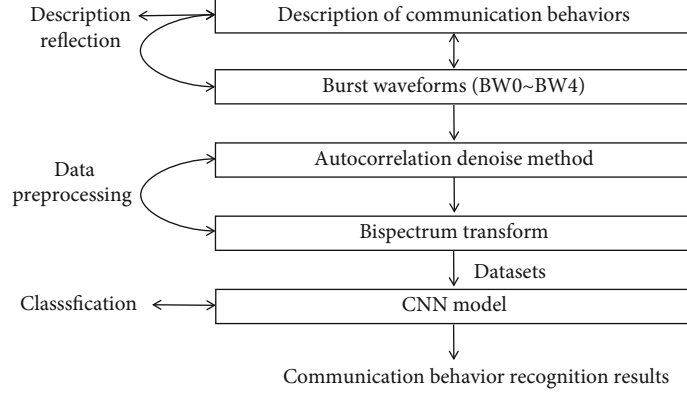 Description
reflection
Description of communication behaviors
Burst waveforms (BW0~BW4)
Data
preprocessing
Autocorrelation denoise method
Bispectrum transform
Datasets
Classsfication
CNN model
Communication behavior recognition results